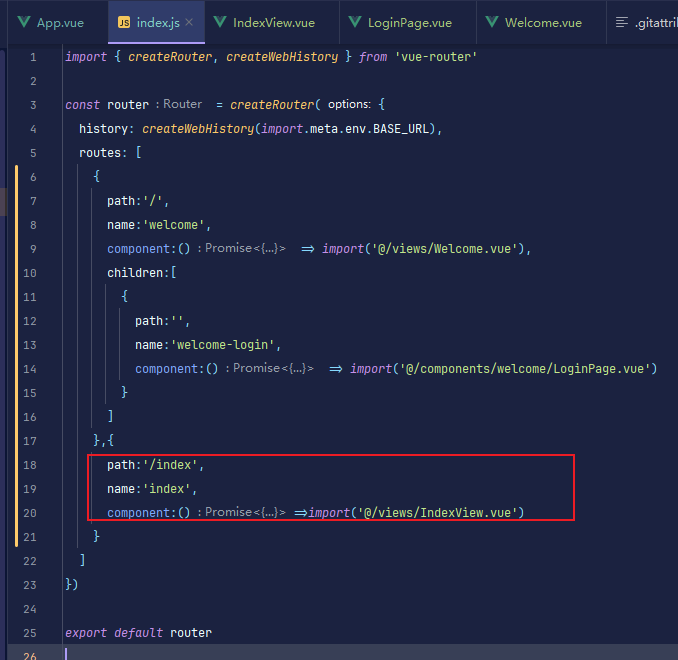 App.vue JS index.js × IndexView.vue LoginPage.vue Welcome.vue .gitattri
1 import { createRouter, createWebHistory } from 'vue-router'
2
3 const router : Router = createRouter( options: {
4 history: createWebHistory(import.meta.env.BASE_URL),
5 routes: [
6 {
7 path:'/',
8 name:'welcome',
9 component:() : Promise<{...}> => import('@/views/Welcome.vue'),
10 children:[
11 {
12 path:'',
13 name:'welcome-login',
14 component:() : Promise<{...}> => import('@/components/welcome/LoginPage.vue')
15 }
16 ]
17 },{
18 path:'/index',
19 name:'index',
20 component:() : Promise<{...}> =>import('@/views/IndexView.vue')
21 }
22 ]
23 })
24
25 export default router
26